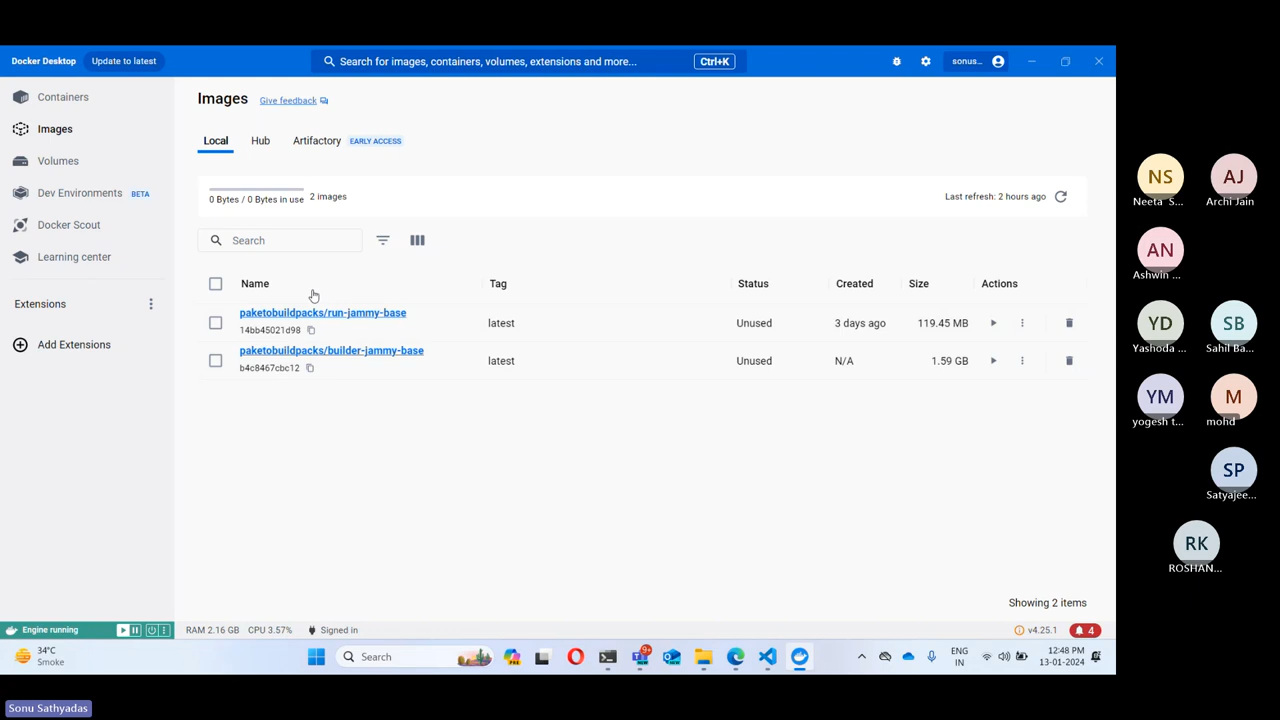 Docker Desktop
Update to latest
Search for images, containers, volumes, extensions and more...
Ctrl+K
sonus...
Containers
Images
Volumes
Dev Environments BETA
Docker Scout
Learning center
Extensions
Add Extensions
Images
Give feedback
Local
Hub
Artifactory EARLY ACCESS
0 Bytes / 0 Bytes in use
2 images
Last refresh: 2 hours ago
Search
Name Tag Status Created Size Actions
paketobuildpacks/run-jammy-base
14bb45021d98
latest Unused 3 days ago 119.45 MB
paketobuildpacks/builder-jammy-base
b4c8467cbc12
latest Unused N/A 1.59 GB
Showing 2 items
Engine running
RAM 2.16 GB CPU 3.57%
Signed in
v4.25.1
4
34°C
Smoke
Search
9+
ENG
IN
12:48 PM
13-01-2024
NS
Neeta S...
AJ
Archi Jain
AN
Ashwin ...
YD
Yashoda ...
SB
Sahil Ba...
YM
yogesh t...
M
mohd
SP
Satyajee...
RK
ROSHAN...
Sonu Sathyadas